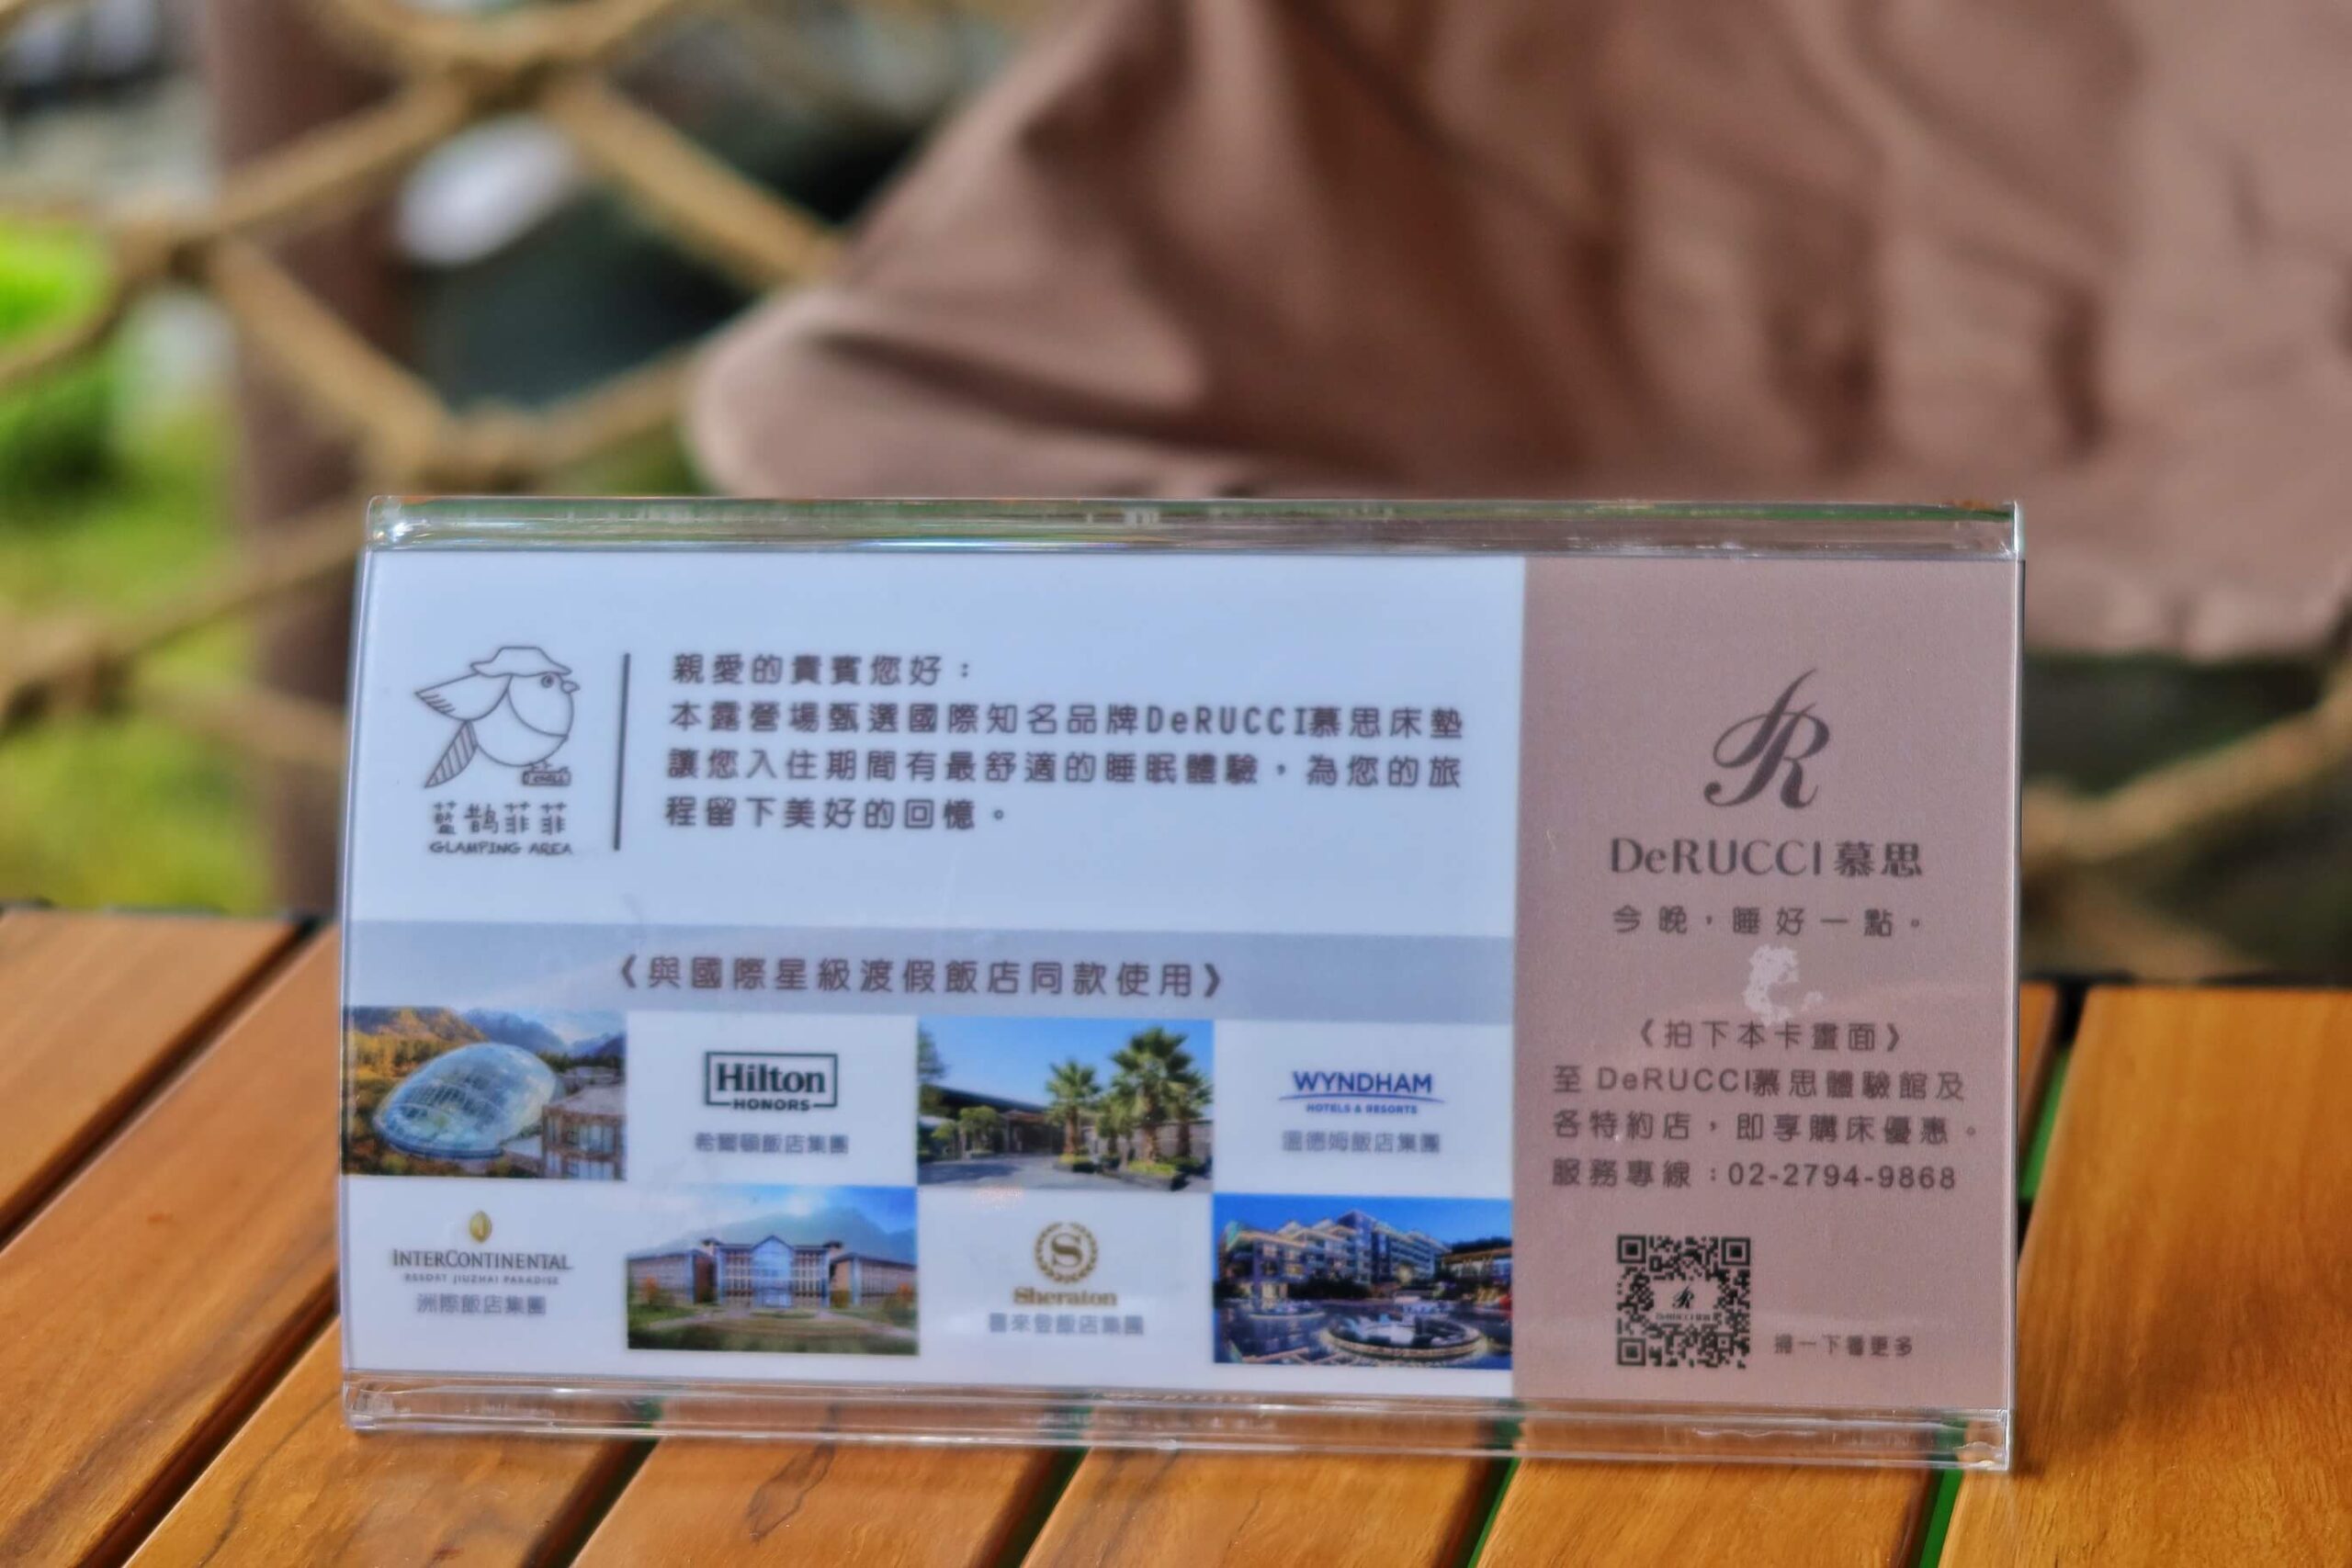 藍鵲菲菲
GLAMPING AREA
親愛的貴賓您好：
本露營場甄選國際知名品牌DeRUCCI慕思床墊
讓您入住期間有最舒適的睡眠體驗，為您的旅
程留下美好的回憶。
《與國際星級渡假飯店同款使用》
Hilton
HONORS
希爾頓飯店集團
WYNDHAM
HOTELS & RESORTS
溫德姆飯店集團
INTERCONTINENTAL
RESORT JIUZHAI PARADISE
洲際飯店集團
S
Sheraton
喜來登飯店集團
DeRUCCI 慕思
今晚，睡好一點。
《拍下本卡畫面》
至 DeRUCCI慕思體驗館及
各特約店，即享購床優惠。
服務專線：02-2794-9868
掃一下看更多